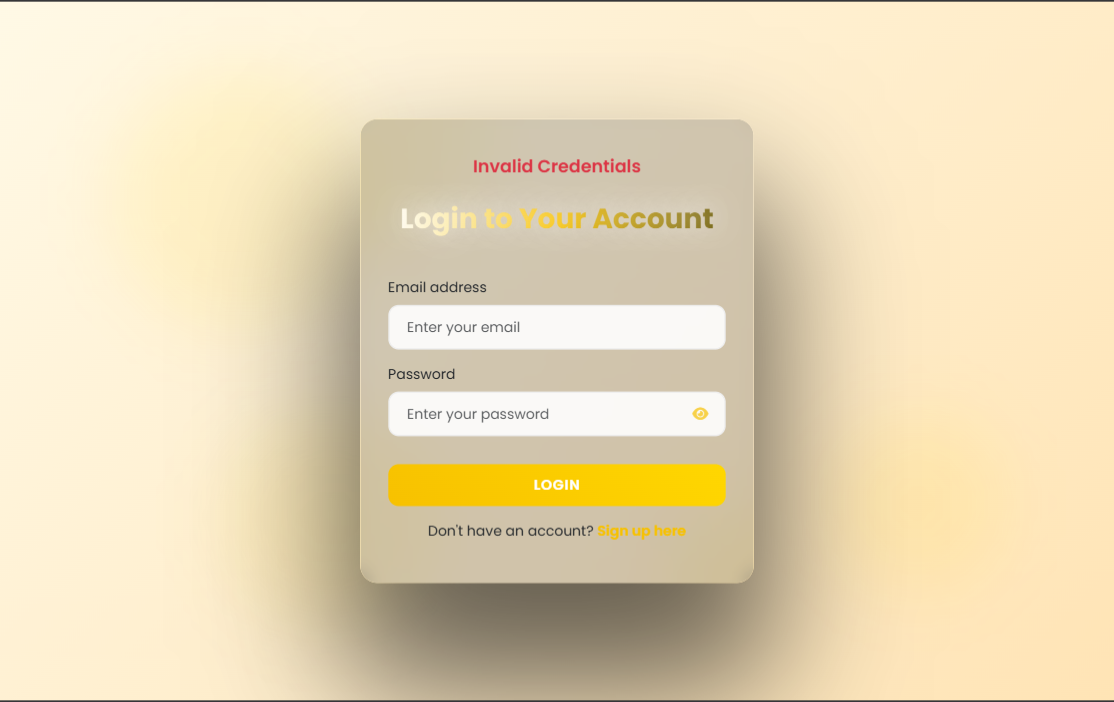 Invalid Credentials
Login to Your Account
Email address
Enter your email
Password
Enter your password
LOGIN
Don't have an account? Sign up here